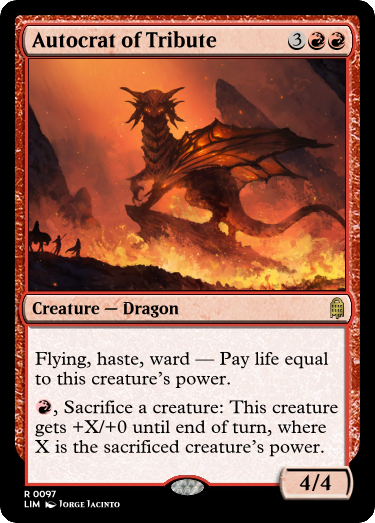 Autocrat of Tribute 3
Creature — Dragon
Flying, haste, ward — Pay life equal
to this creature's power.
, Sacrifice a creature: This creature
gets +X/+0 until end of turn, where
X is the sacrificed creature's power.
4/4
R 0097
LIM Jorge Jacinto